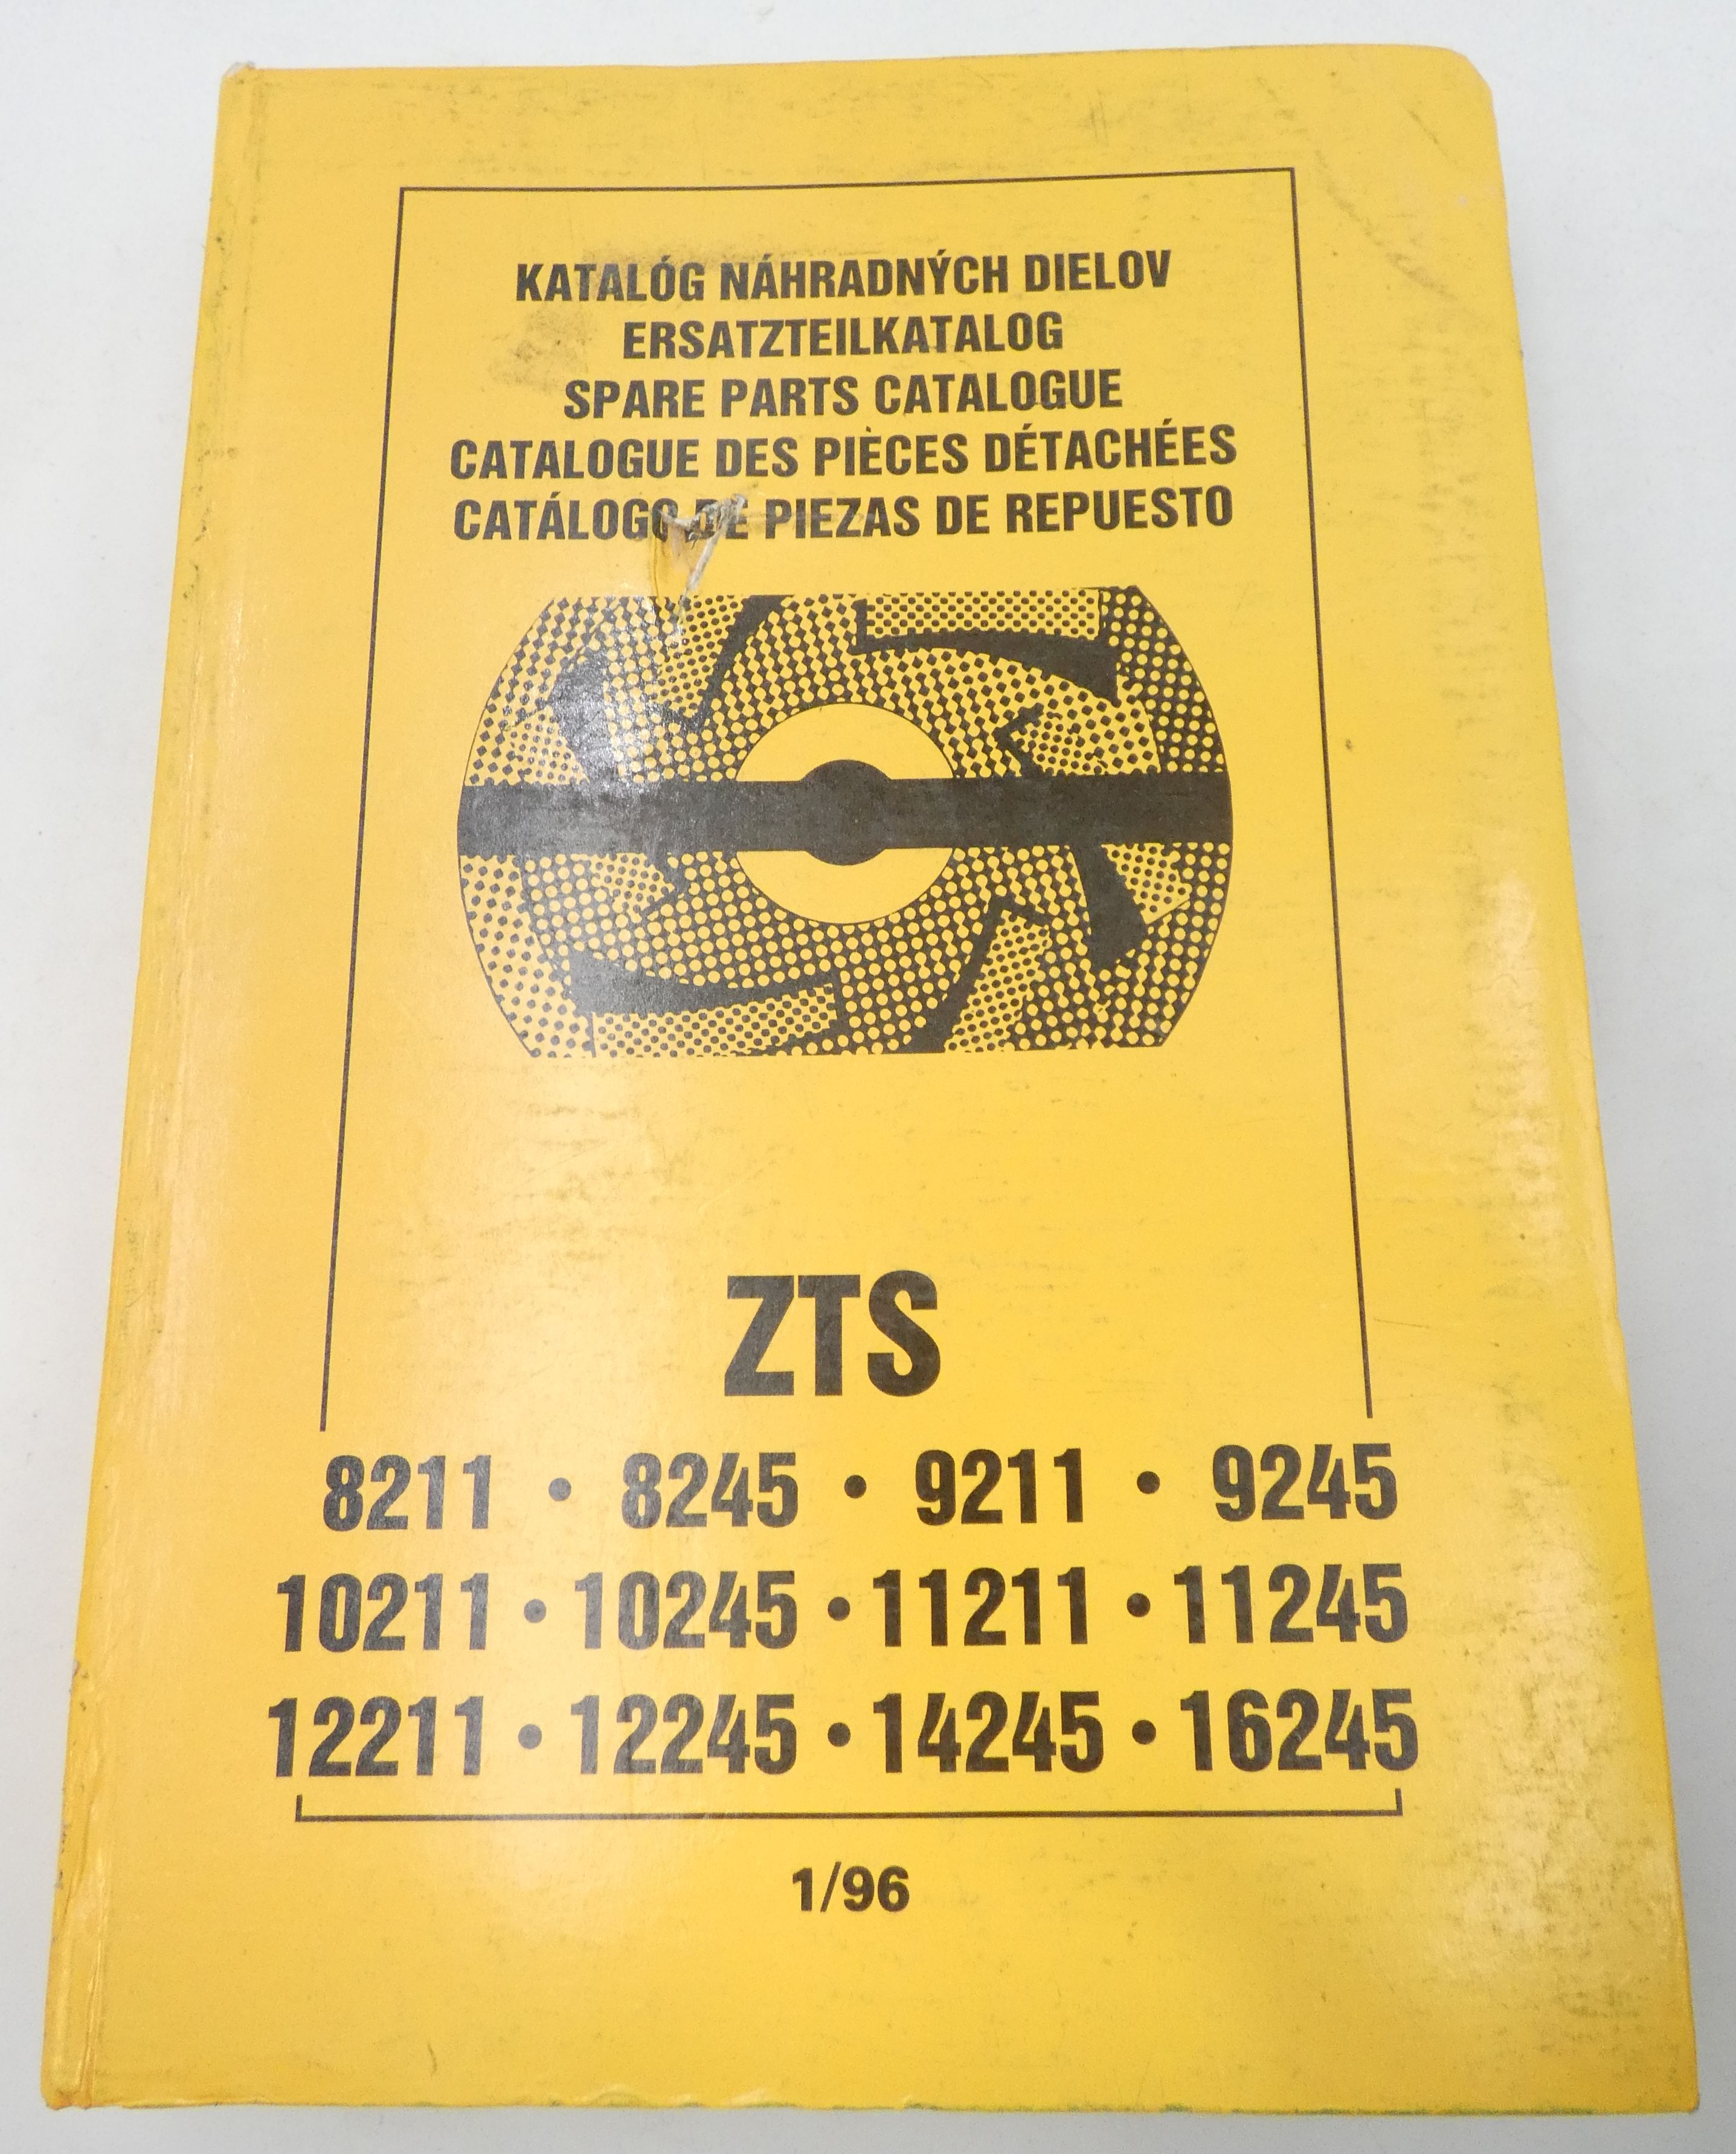 KATALÓG NÁHRADNÝCH DIELOV
ERSATZTEILKATALOG
SPARE PARTS CATALOGUE
CATALOGUE DES PIÈCES DÉTACHÉES
CATÁLOGO DE PIEZAS DE REPUESTO
ZTS
8211 • 8245 • 9211 • 9245
10211 • 10245 • 11211 • 11245
12211 • 12245 • 14245 • 16245
1/96